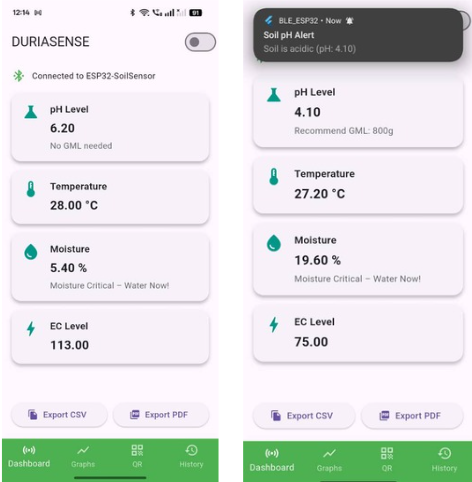 12:14
91
DURIASENSE
Connected to ESP32-SoilSensor
pH Level
6.20
No GML needed
Temperature
28.00 °C
Moisture
5.40 %
Moisture Critical – Water Now!
EC Level
113.00
Export CSV
Export PDF
Dashboard
Graphs
QR
History
BLE_ESP32 • Now
Soil pH Alert
Soil is acidic (pH: 4.10)
pH Level
4.10
Recommend GML: 800g
Temperature
27.20 °C
Moisture
19.60 %
Moisture Critical – Water Now!
EC Level
75.00
Export CSV
Export PDF
Dashboard
Graphs
QR
History